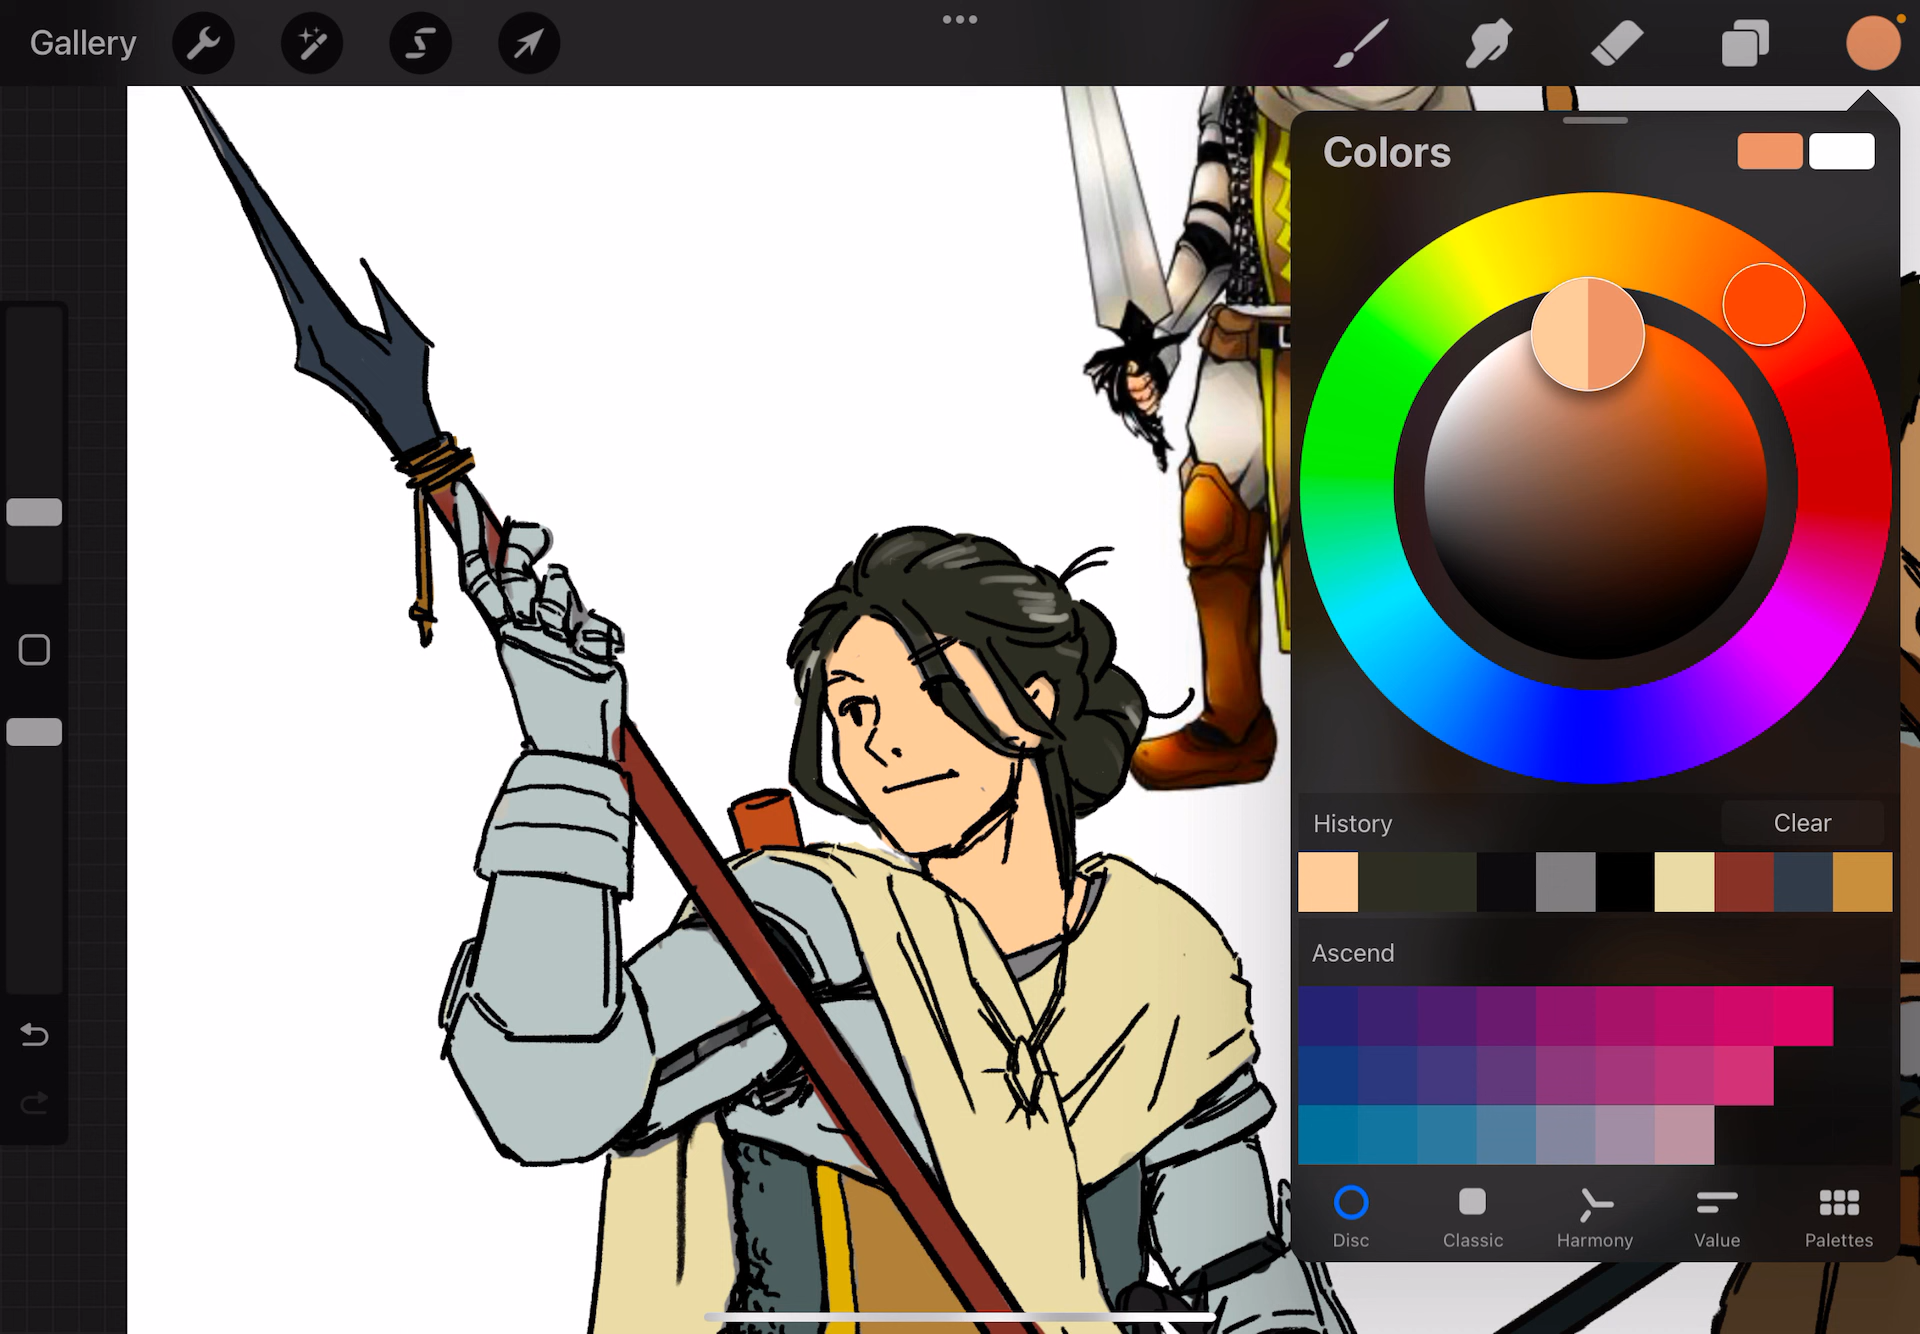 Gallery
Colors
History
Clear
Ascend
Disc
Classic
Harmony
Value
Palettes